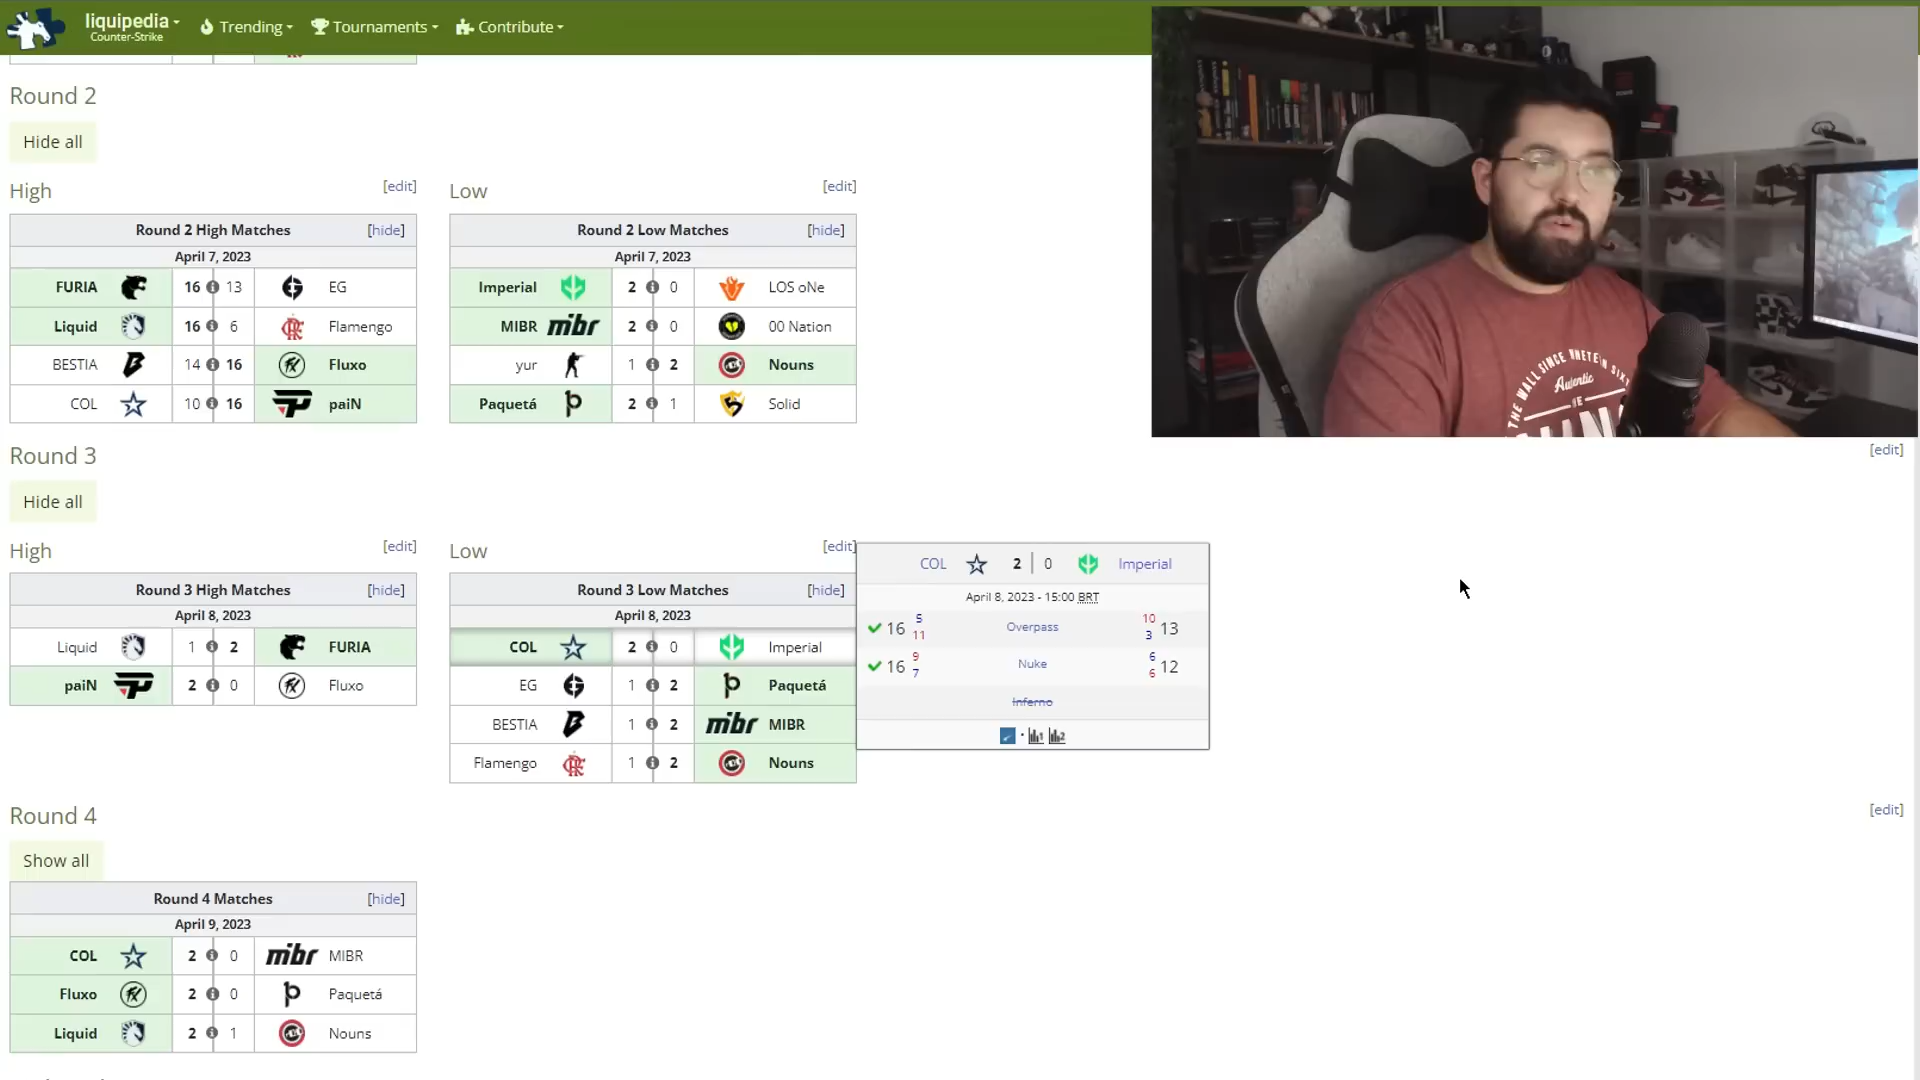 liquipedia
Counter-Strike
Trending
Tournaments
Contribute
Round 2
Hide all
High [edit]
Round 2 High Matches [hide]
April 7, 2023
FURIA 16 13 EG
Liquid 16 6 Flamengo
BESTIA 14 16 Fluxo
COL 10 16 paiN
Low [edit]
Round 2 Low Matches [hide]
April 7, 2023
Imperial 2 0 LOS oNe
MIBR mibr 2 0 00 Nation
yur 1 2 Nouns
Paquetá 2 1 Solid
Round 3 [edit]
Hide all
High [edit]
Round 3 High Matches [hide]
April 8, 2023
Liquid 1 2 FURIA
paiN 2 0 Fluxo
Low [edit]
Round 3 Low Matches [hide]
April 8, 2023
COL 2 0 Imperial
EG 1 2 Paquetá
BESTIA 1 2 mibr MIBR
Flamengo 1 2 Nouns
COL 2 0 Imperial
April 8, 2023 - 15:00 BRT
16 5 11 Overpass 10 3 13
16 9 7 Nuke 6 6 12
Inferno
Round 4 [edit]
Show all
Round 4 Matches [hide]
April 9, 2023
COL 2 0 mibr MIBR
Fluxo 2 0 Paquetá
Liquid 2 1 Nouns
THE WALL SINCE
Authentic